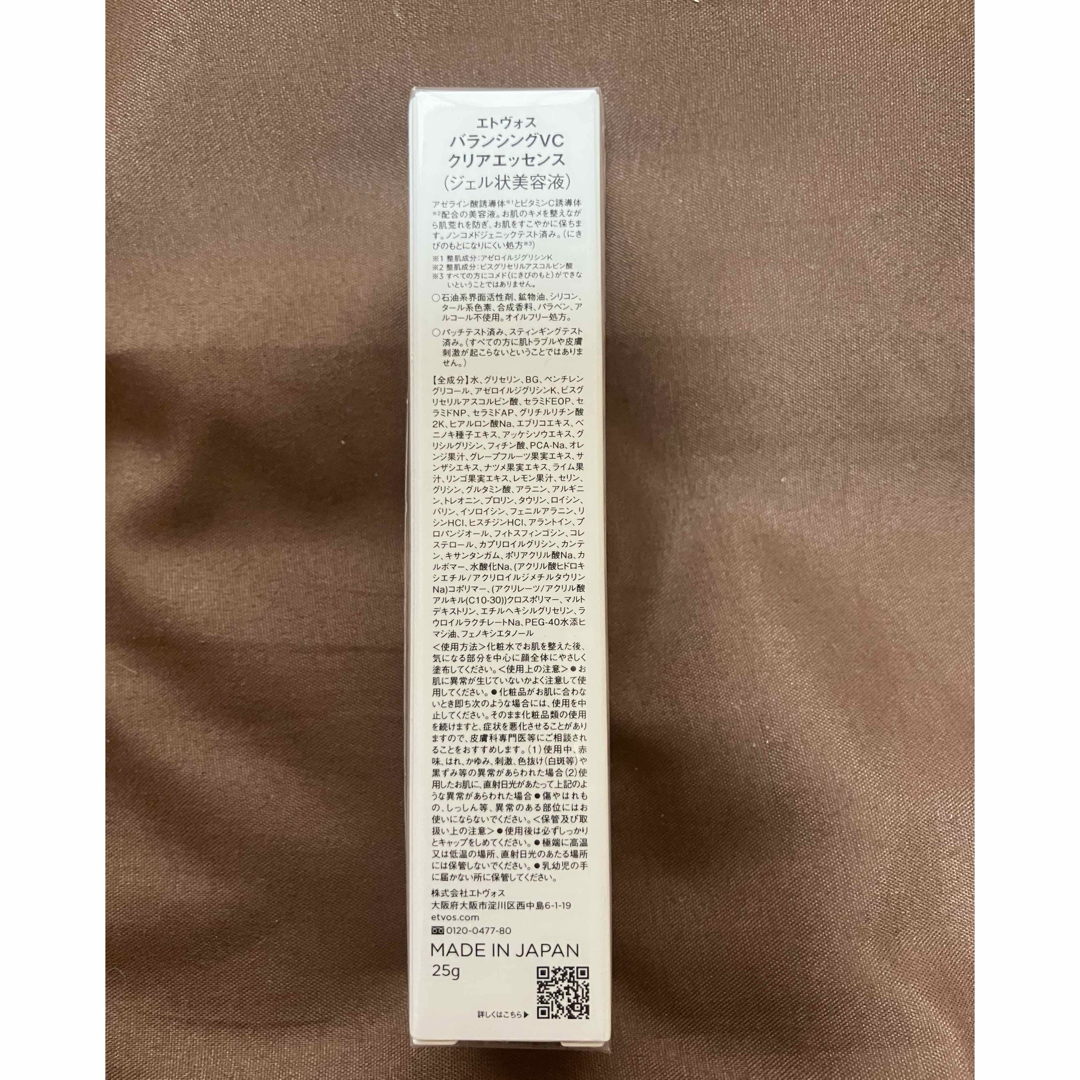 エトヴォス
バランシングVC
クリアエッセンス
(ジェル状美容液)
アゼライン酸誘導体※1とビタミンC誘導体
※2配合の美容液。お肌のキメを整えなが
ら肌荒れを防ぎ、お肌をすこやかに保ちま
す。ノンコメドジェニックテスト済み。(にき
びのもとになりにくい処方※3)
※1 整肌成分:アゼロイルジグリシンK
※2 整肌成分:ビスグリセリルアスコルビン酸
※3 すべての方にコメド(にきびのもと)ができな
いということではありません。
○石油系界面活性剤、鉱物油、シリコン、
タール系色素、合成香料、パラベン、ア
ルコール不使用。オイルフリー処方。
○パッチテスト済み、スティンギングテスト
済み。(すべての方に肌トラブルや皮膚
刺激が起こらないということではありま
せん。)
【全成分】水、グリセリン、BG、ペンチレン
グリコール、アゼロイルジグリシンK、ビスグ
リセリルアスコルビン酸、セラミドEOP、セ
ラミドNP、セラミドAP、グリチルリチン酸
2K、ヒアルロン酸Na、エブリコエキス、ベ
ニノキ種子エキス、アッケシソウエキス、グ
リシルグリシン、フィチン酸、PCA-Na、オレ
ンジ果汁、グレープフルーツ果実エキス、サ
ンザシエキス、ナツメ果実エキス、ライム果
汁、リンゴ果実エキス、レモン果汁、セリン、
グリシン、グルタミン酸、アラニン、アルギニ
ン、トレオニン、プロリン、タウリン、ロイシン、
バリン、イソロイシン、フェニルアラニン、リ
シンHCl、ヒスチジンHCl、アラントイン、プ
ロパンジオール、フィトスフィンゴシン、コレ
ステロール、カプリロイルグリシン、カンテ
ン、キサンタンガム、ポリアクリル酸Na、カ
ルボマー、水酸化Na、(アクリル酸ヒドロキ
シエチル/アクリロイルジメチルタウリン
Na)コポリマー、(アクリレーツ/アクリル酸
アルキル(C10-30))クロスポリマー、マルト
デキストリン、エチルヘキシルグリセリン、ラ
ウロイルラクチレートNa、PEG-40水添ヒ
マシ油、フェノキシエタノール
<使用方法>化粧水でお肌を整えた後、
気になる部分を中心に顔全体にやさしく
塗布してください。<使用上の注意>●お
肌に異常が生じていないかよく注意して使
用してください。●化粧品がお肌に合わな
いとき即ち次のような場合には、使用を中
止してください。そのまま化粧品類の使用
を続けますと、症状を悪化させることがあり
ますので、皮膚科専門医等にご相談され
ることをおすすめします。(1)使用中、赤
味、はれ、かゆみ、刺激、色抜け(白斑等)や
黒ずみ等の異常があらわれた場合(2)使
用したお肌に、直射日光があたって上記のよ
うな異常があらわれた場合●傷やはれも
の、しっしん等、異常のある部位にはお
使いにならないでください。<保管及び取
扱い上の注意>●使用後は必ずしっかり
とキャップをしめてください。●極端に高温
又は低温の場所、直射日光のあたる場所
には保管しないでください。●乳幼児の手
に届かない所に保管してください。
株式会社エトヴォス
大阪府大阪市淀川区西中島6-1-19
etvos.com
0120-0477-80
MADE IN JAPAN
25g
詳しくはこちら▶